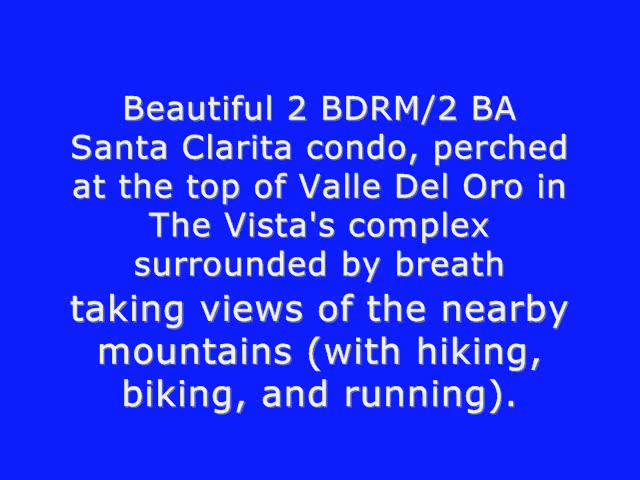 Beautiful 2 BDRM/2 BA
Santa Clarita condo, perched
at the top of Valle Del Oro in
The Vista's complex
surrounded by breath
taking views of the nearby
mountains (with hiking,
biking, and running).